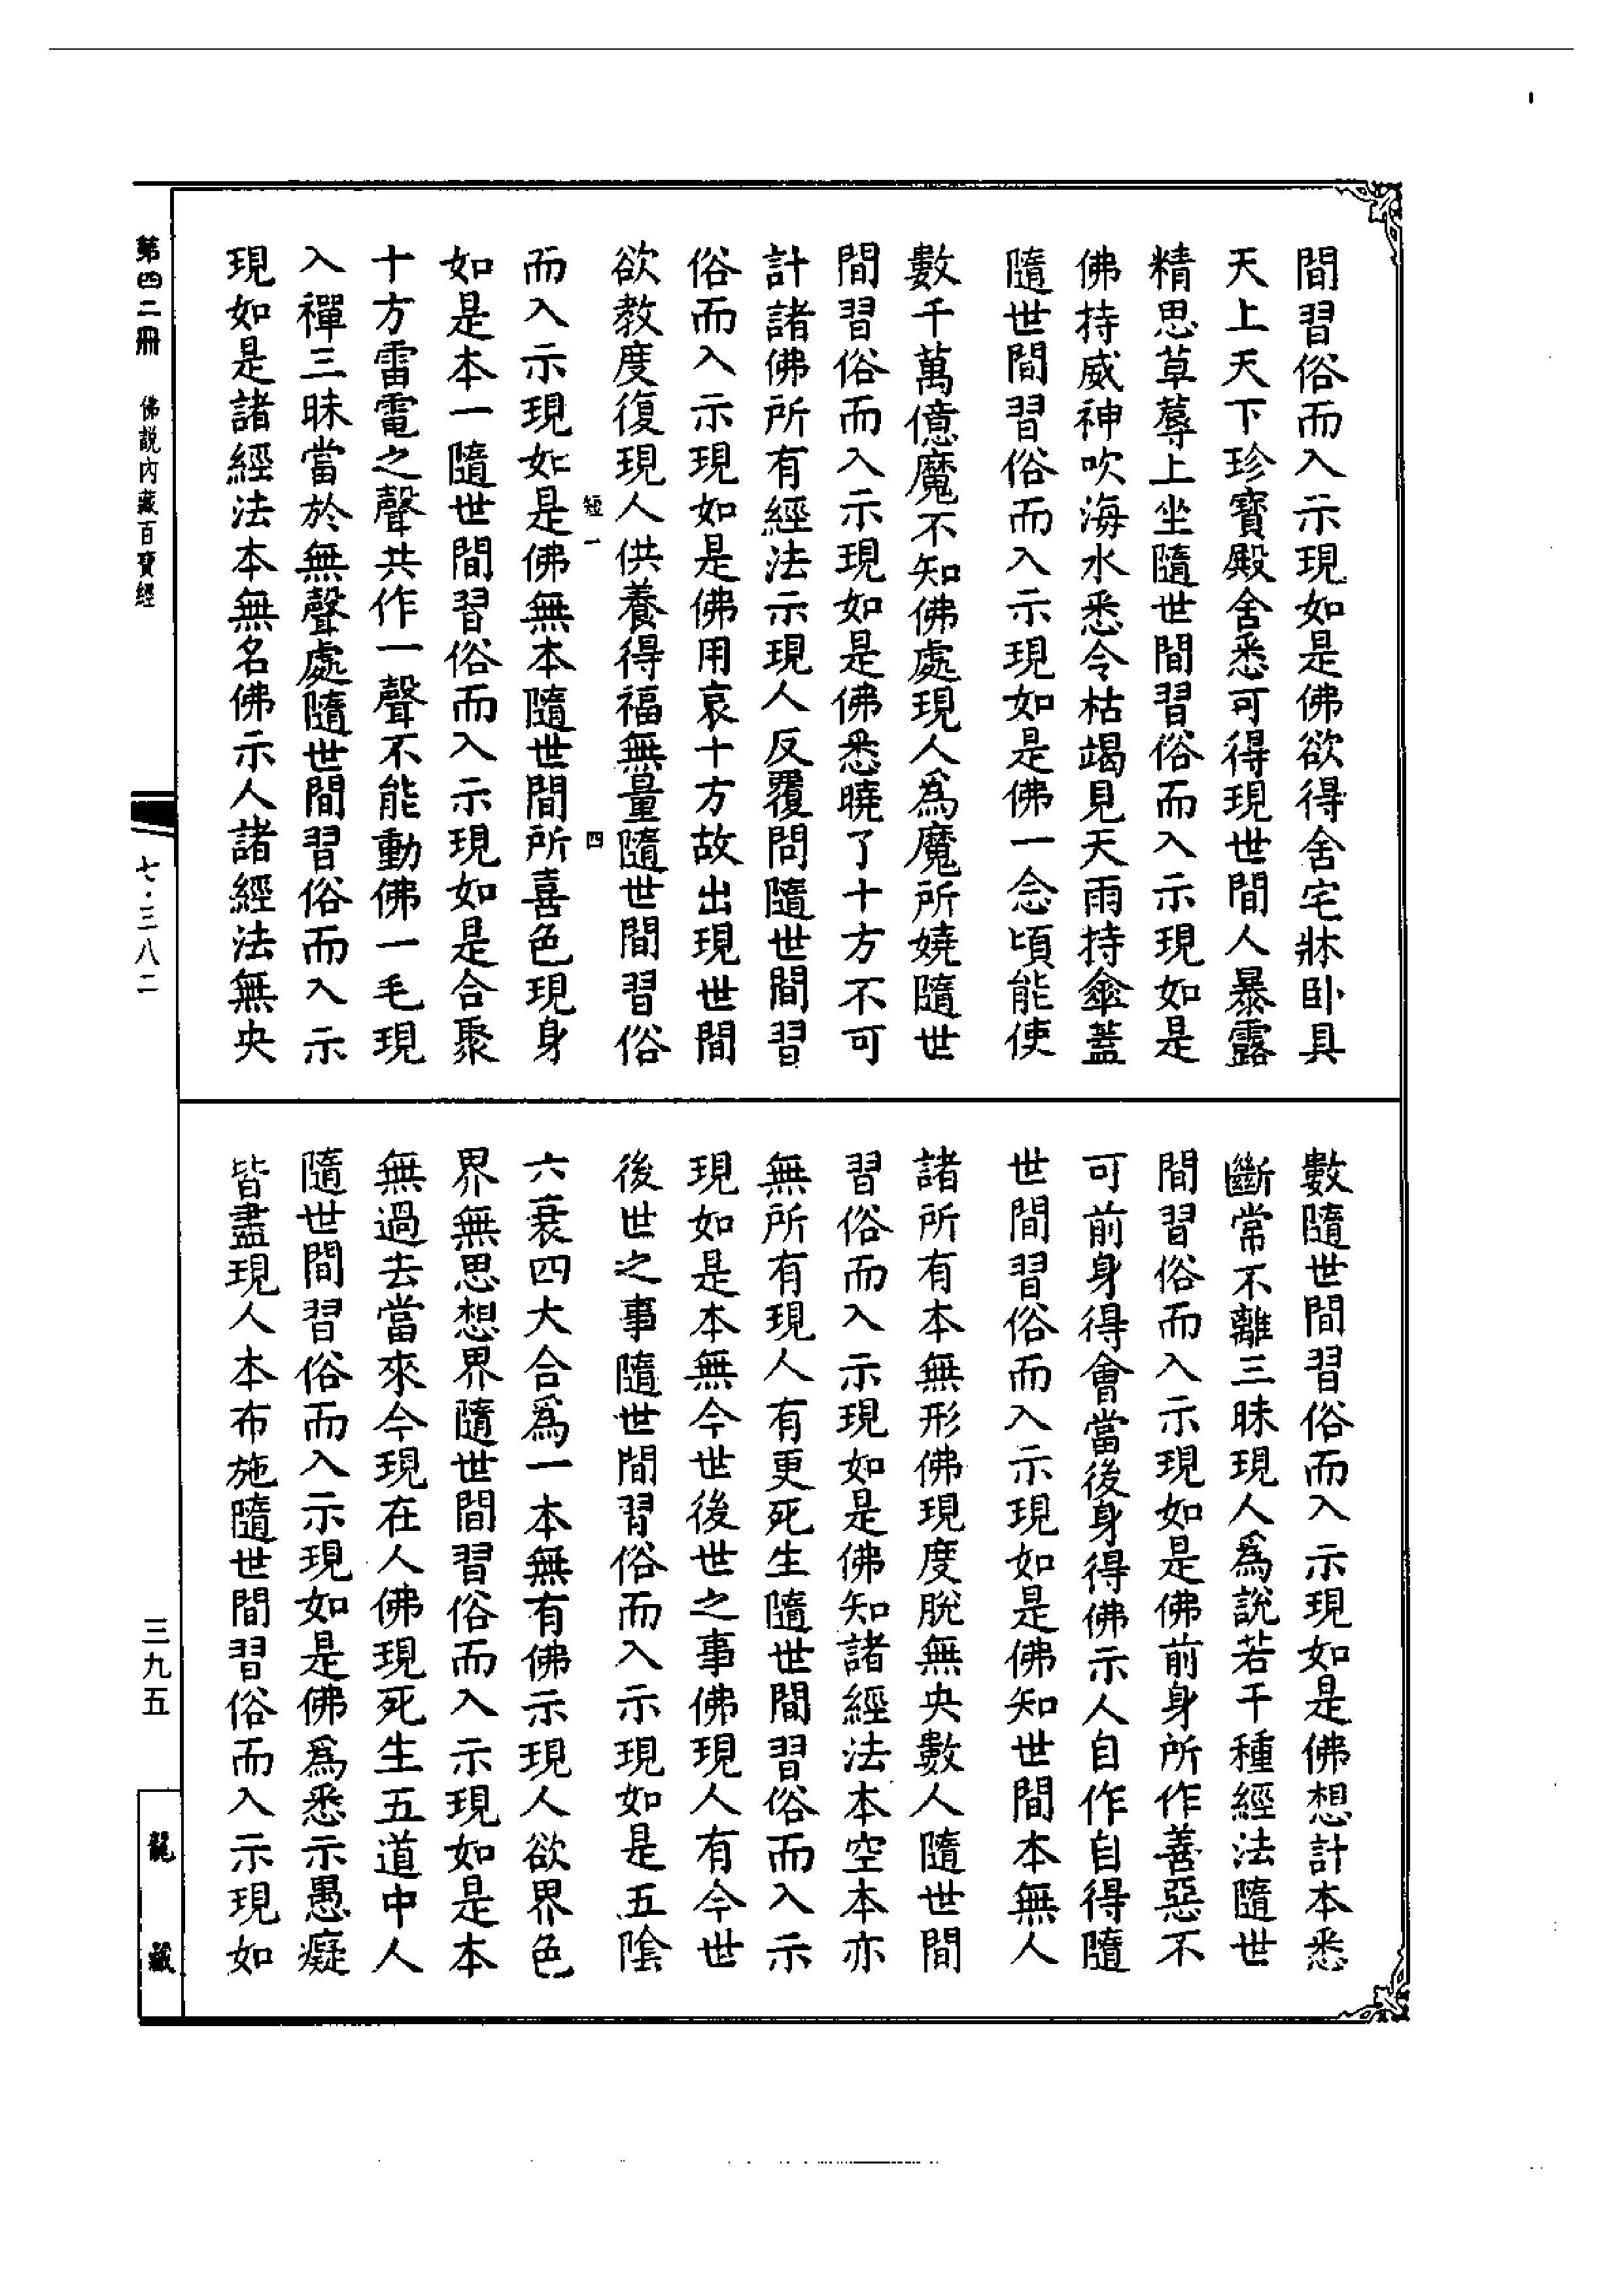 間習俗而入示現如是佛欲得舍宅牀卧具
天上天下珍寶殿舍悉可得現世間人暴露
精思草蓐上坐隨世間習俗而入示現如是
佛持威神吹海水悉令枯竭見天雨持傘蓋
隨世間習俗而入示現如是佛一念頃能使
數千萬億魔不知佛處現人爲魔所嬈隨世
間習俗而入示現如是佛悉曉了十方不可
計諸佛所有經法示現人反覆問隨世間習
俗而入示現如是佛用哀十方故出現世間
欲教度復現人供養得福無量隨世間習俗
短一 四
而入示現如是佛無本隨世間所喜色現身
如是本一隨世間習俗而入示現如是合聚
十方雷電之聲共作一聲不能動佛一毛現
入禪三昧當於無聲處隨世間習俗而入示
現如是諸經法本無名佛示人諸經法無央
數隨世間習俗而入示現如是佛想計本悉
斷常不離三昧現人爲說若干種經法隨世
間習俗而入示現如是佛前身所作善惡不
可前身得會當後身得佛示人自作自得隨
世間習俗而入示現如是佛知世間本無人
諸所有本無形佛現度脫無央數人隨世間
習俗而入示現如是佛知諸經法本空本亦
無所有現人有更死生隨世間習俗而入示
現如是本無今世後世之事佛現人有今世
後世之事隨世間習俗而入示現如是五陰
六衰四大合爲一本無有佛示現人欲界色
界無思想界隨世間習俗而入示現如是本
無過去當來今現在人佛現死生五道中人
隨世間習俗而入示現如是佛爲悉示愚癡
皆盡現人本布施隨世間習俗而入示現如
第四二冊 佛說內藏百寶經
七·三八二
三九五
龍藏